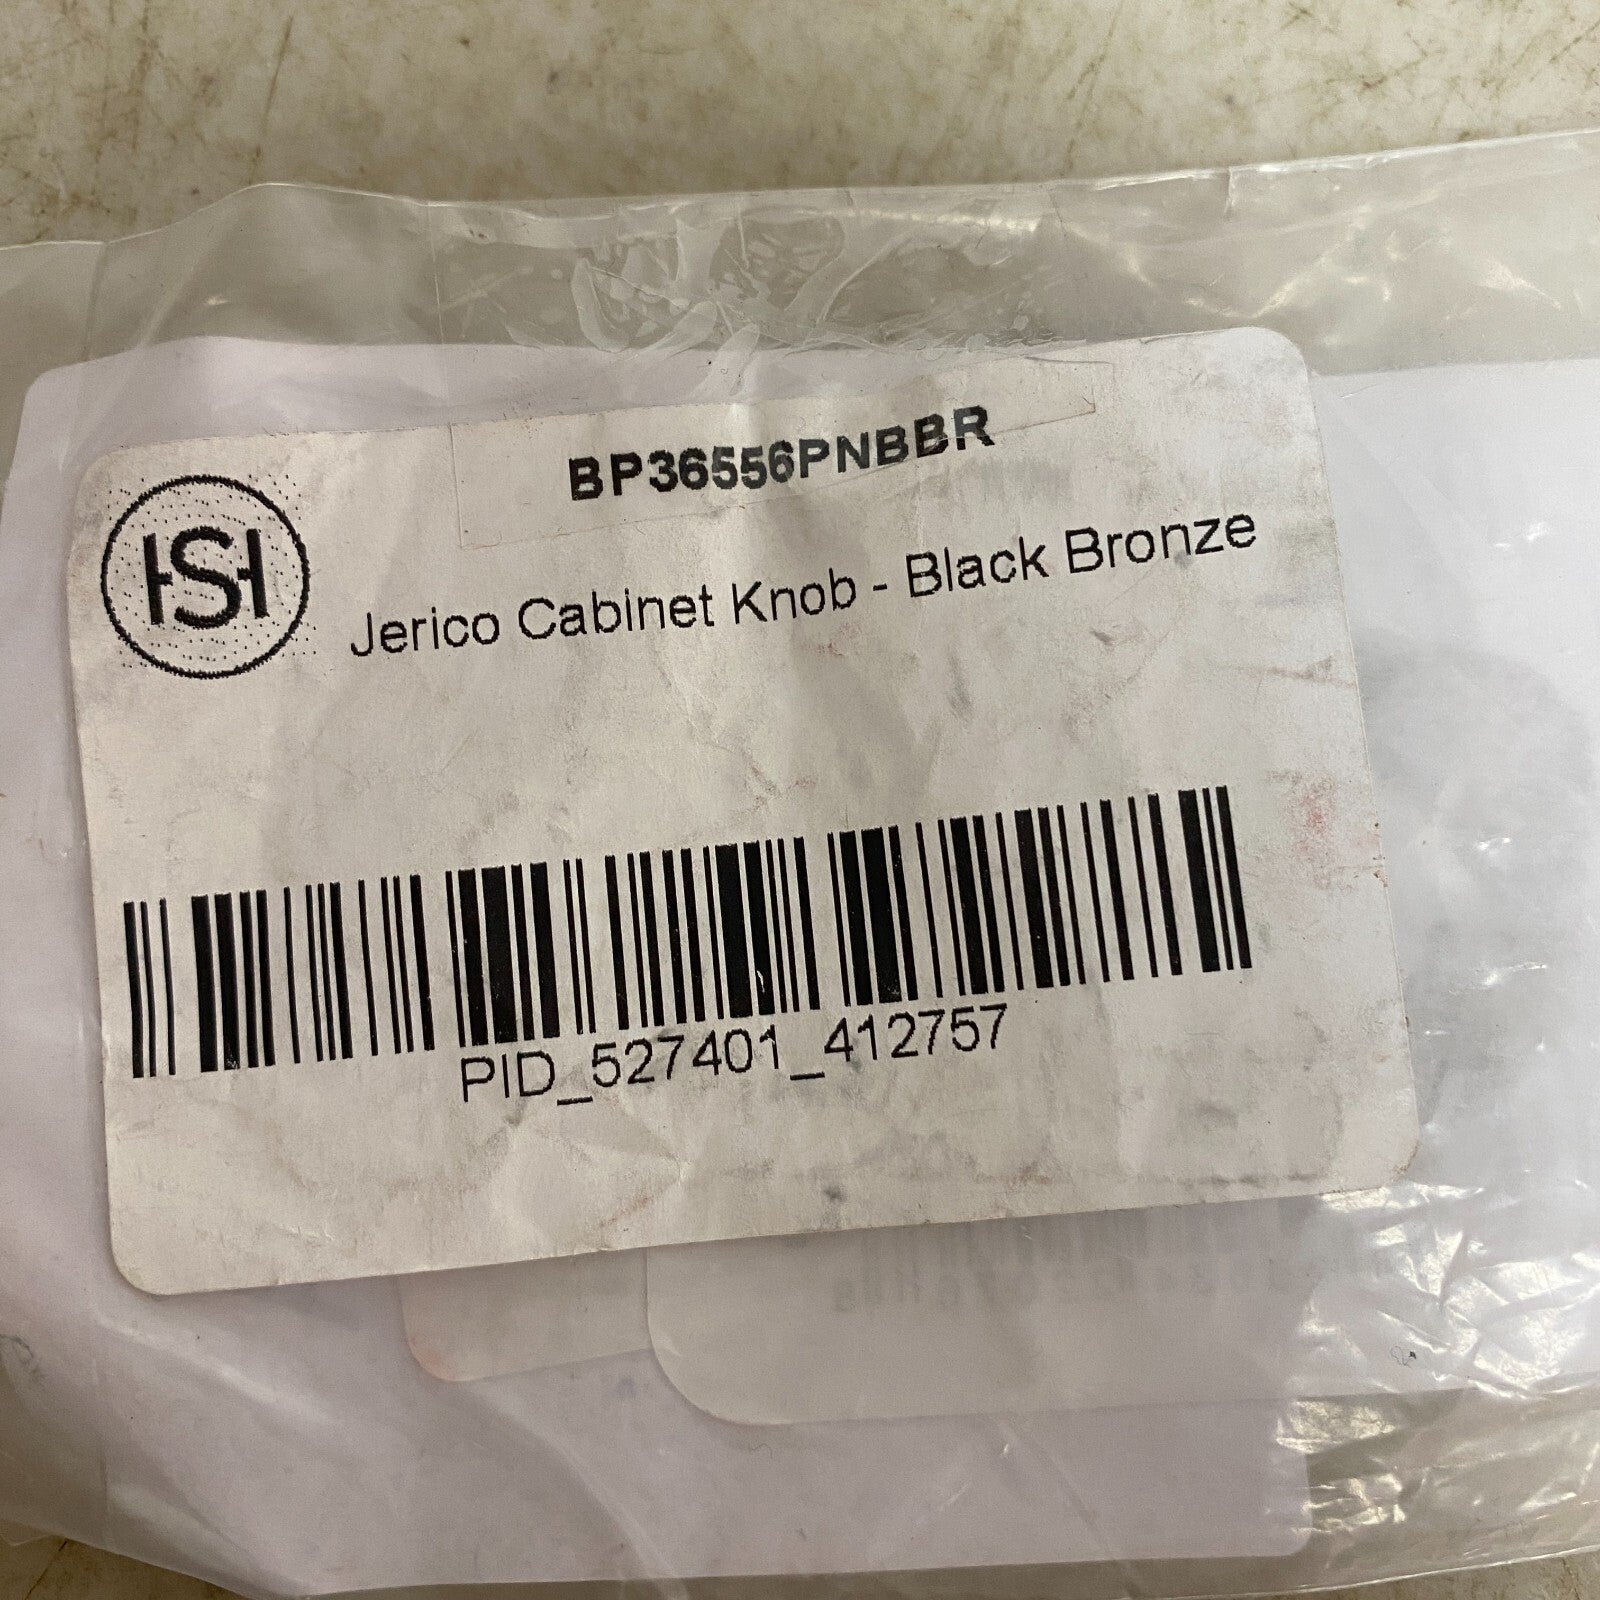 BP36556PNBBR
HSH
Jerico Cabinet Knob - Black Bronze
PID_527401_412757